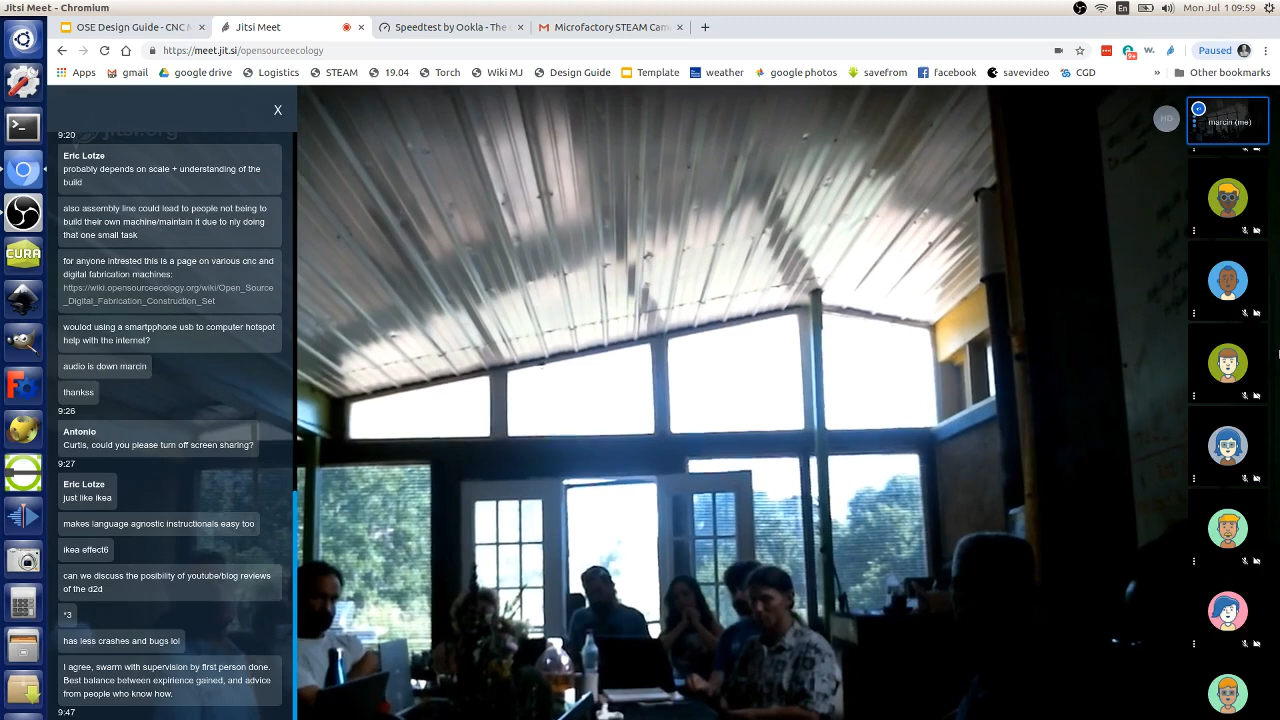 Jitsi Meet - Chromium
En
Mon Jul 1 09:59
OSE Design Guide - CNC
Jitsi Meet
Speedtest by Ookla - The
Microfactory STEAM Cam
https://meet.jit.si/opensourceecology
9+
W.
Paused
Apps
gmail
google drive
Logistics
STEAM
19.04
Torch
Wiki MJ
Design Guide
Template
weather
google photos
savefrom
facebook
savevideo
CGD
»
Other bookmarks
X
jitsi.org
9:20
Eric Lotze
probably depends on scale + understanding of the
build
also assembly line could lead to people not being to
build their own machine/maintain it due to nly doing
that one small task
for anyone intrested this is a page on various cnc and
digital fabrication machines:
https://wiki.opensourceecology.org/wiki/Open_Source
_Digital_Fabrication_Construction_Set
woulod using a smartpphone usb to computer hotspot
help with the internet?
audio is down marcin
thankss
9:26
Antonio
Curtis, could you please turn off screen sharing?
9:27
Eric Lotze
just like ikea
makes language agnostic instructionals easy too
can we discuss the posibility of youtube/blog reviews
of the d2d
*3
has less crashes and bugs lol
I agree, swarm with supervision by first person done.
Best balance between expirience gained, and advice
from people who know how.
9:47
CURA
HD
marcin (me)